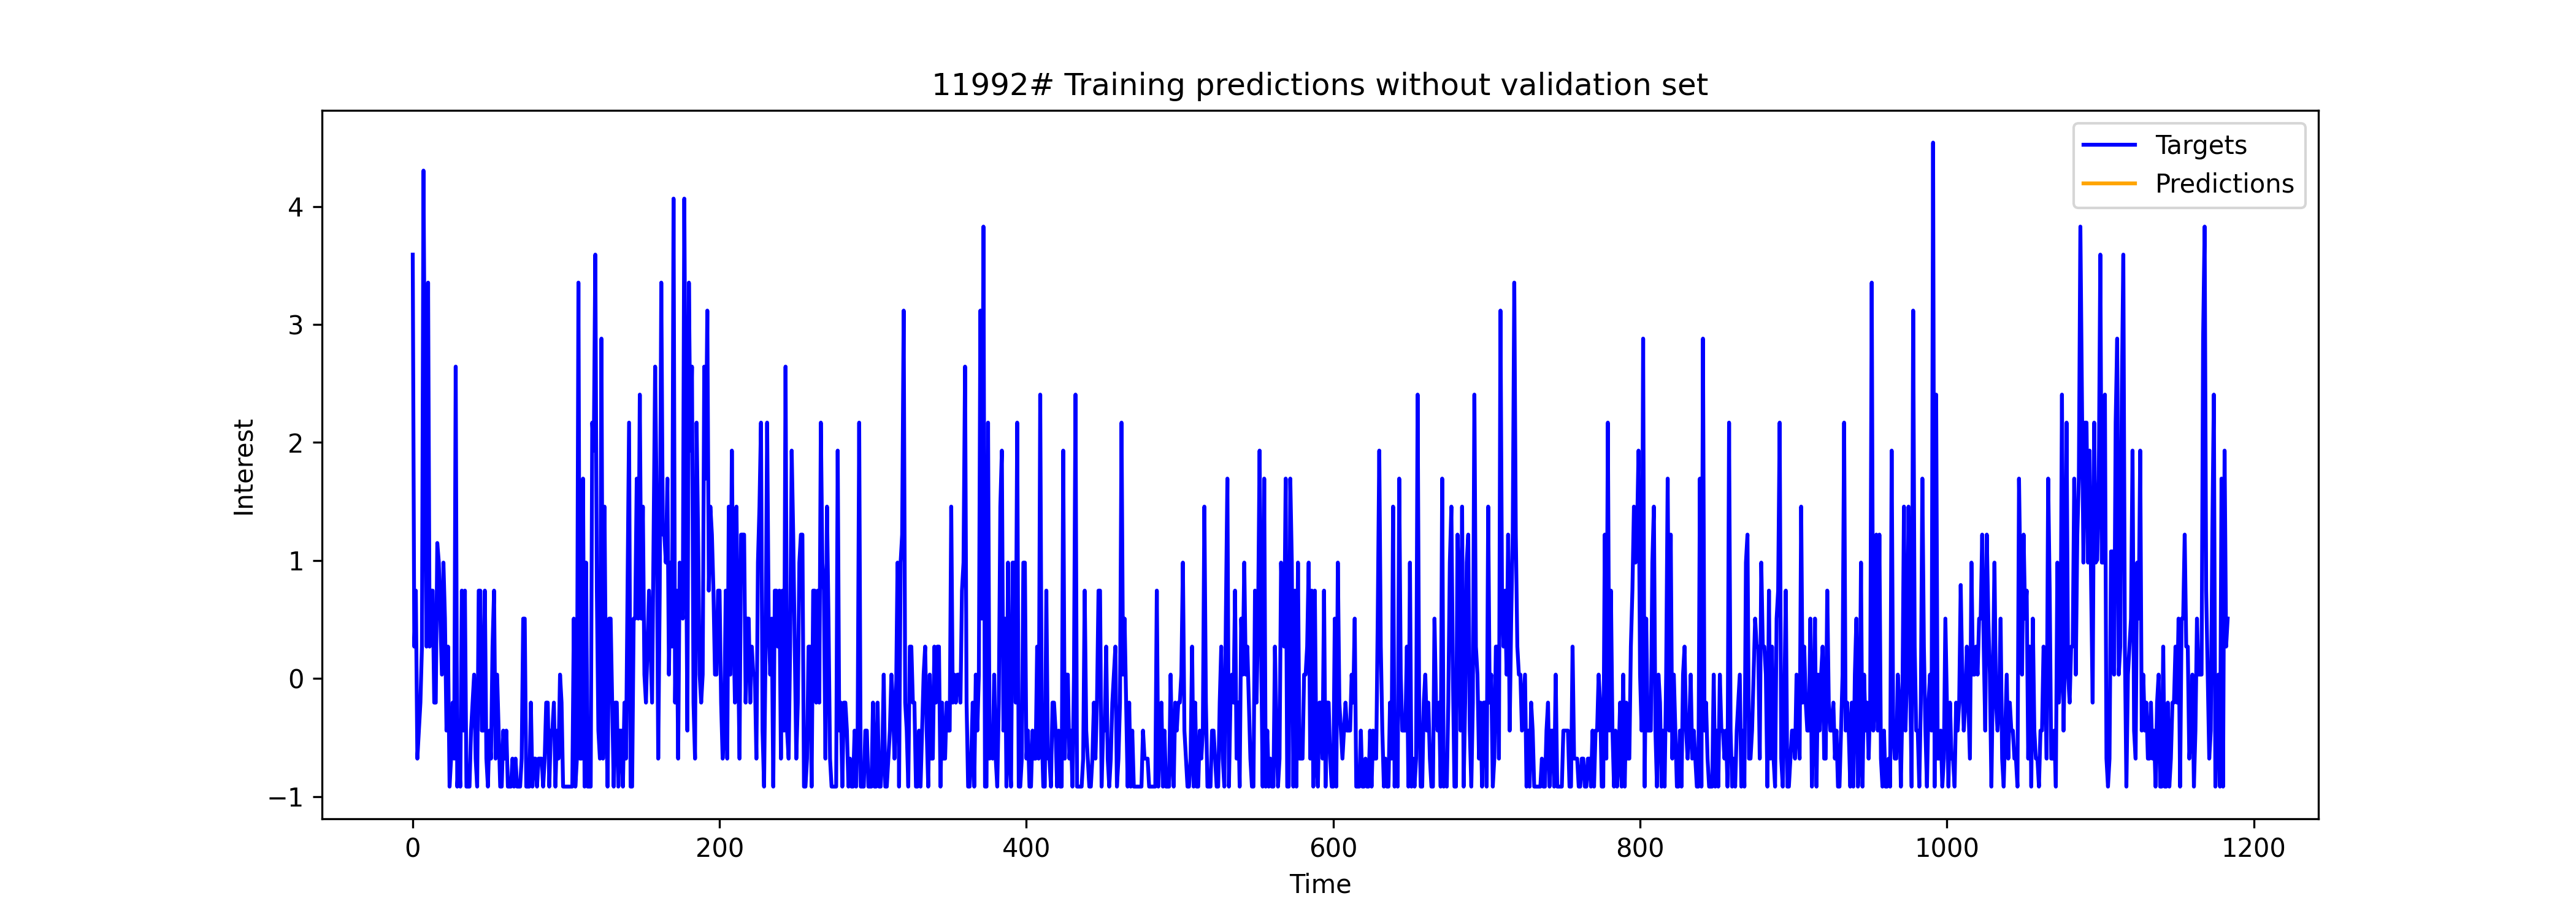 11992# Training predictions without validation set
Targets
Predictions
Interest
4
3
2
1
0
−1
0 200 400 600 800 1000 1200
Time